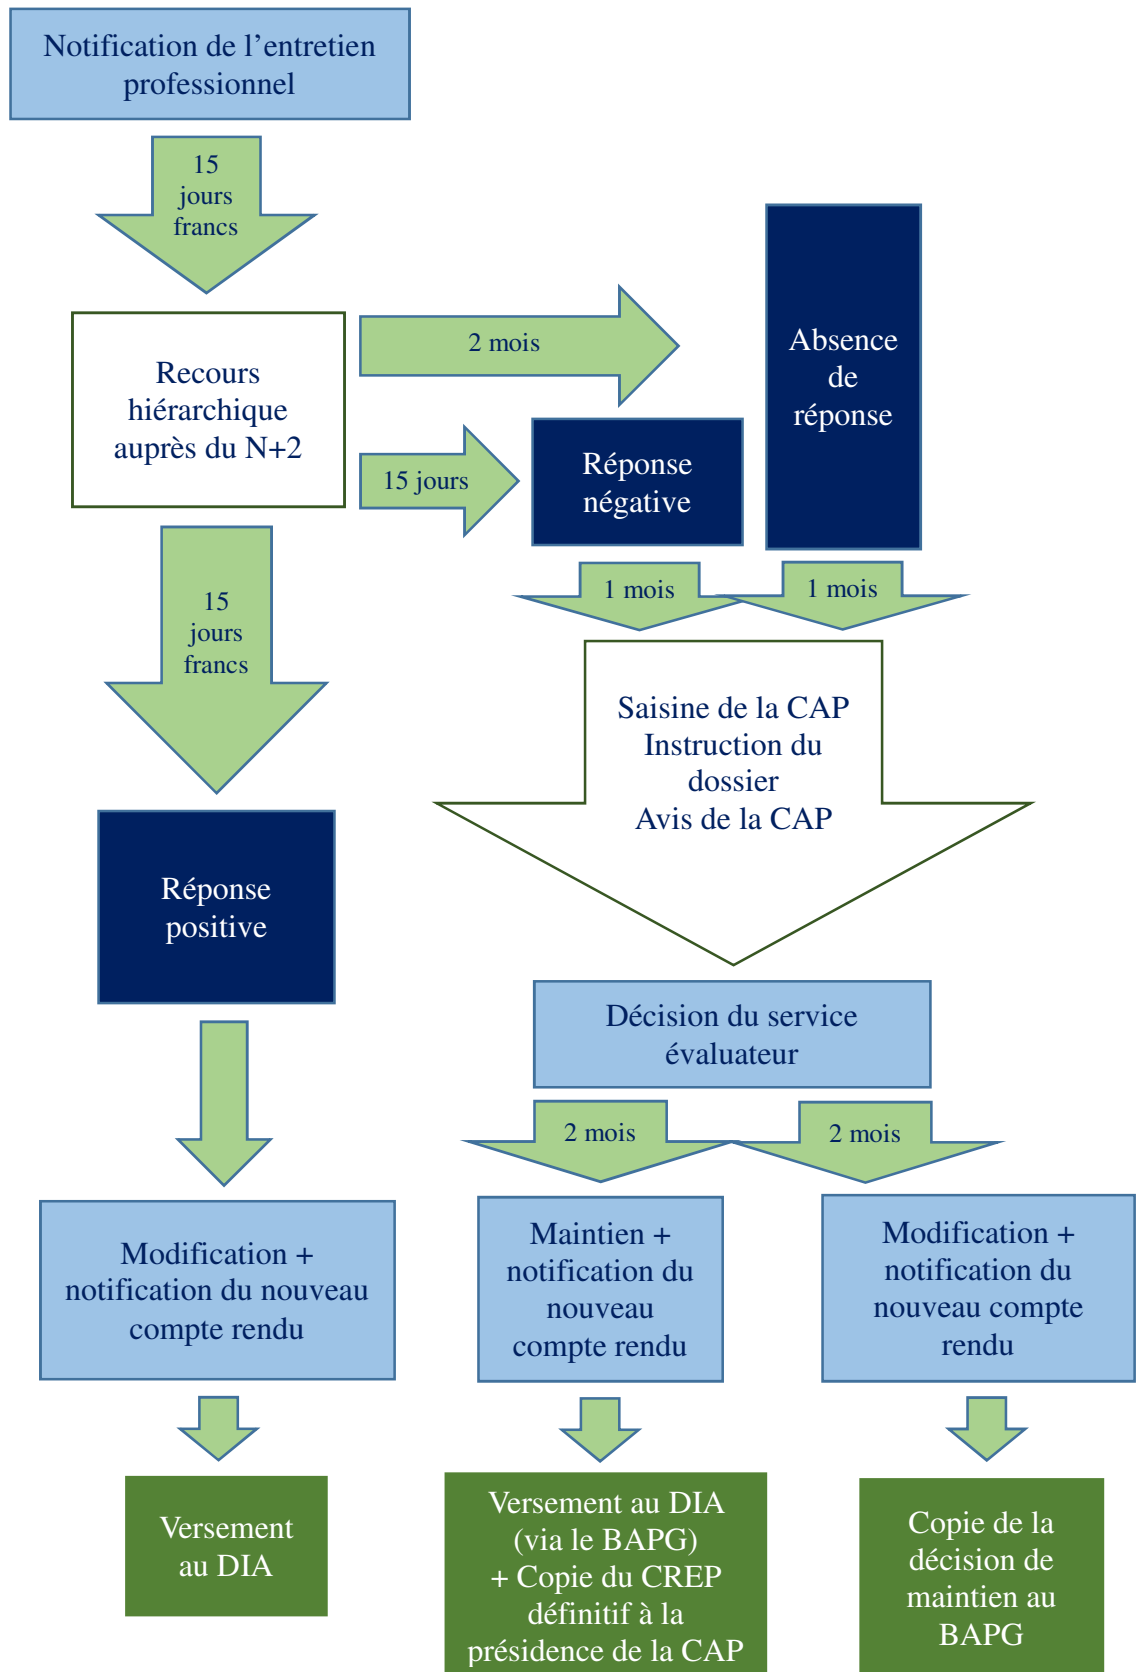 Notification de l’entretien
professionnel
15
jours
francs
Recours
hiérarchique
auprès du N+2
2 mois
15 jours
Réponse
négative
Absence
de
réponse
1 mois
1 mois
15
jours
francs
Saisine de la CAP
Instruction du
dossier
Avis de la CAP
Réponse
positive
Décision du service
évaluateur
2 mois
2 mois
Modification +
notification du nouveau
compte rendu
Maintien +
notification du
nouveau
compte rendu
Modification +
notification du
nouveau compte
rendu
Versement
au DIA
Versement au DIA
(via le BAPG)
+ Copie du CREP
définitif à la
présidence de la CAP
Copie de la
décision de
maintien au
BAPG